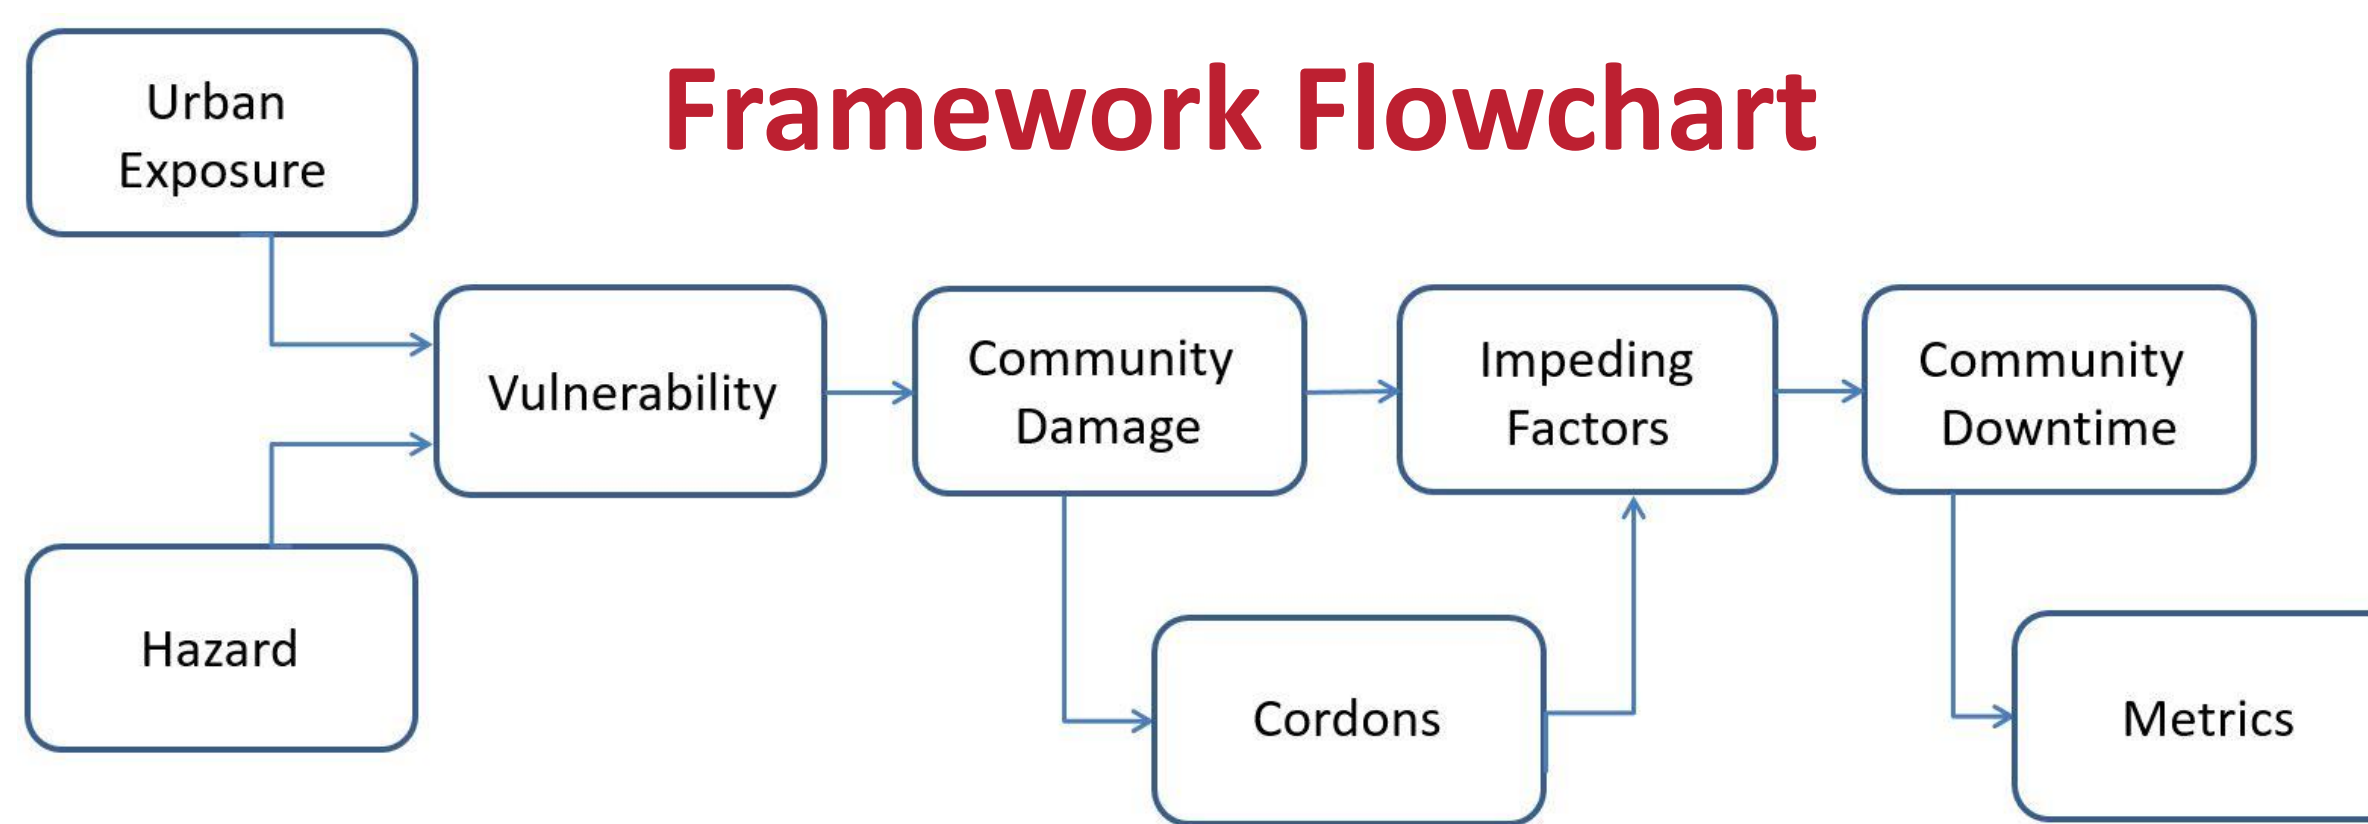 Framework Flowchart
Urban
Exposure
Hazard
Vulnerability
Community
Damage
Cordons
Impeding
Factors
Community
Downtime
Metrics